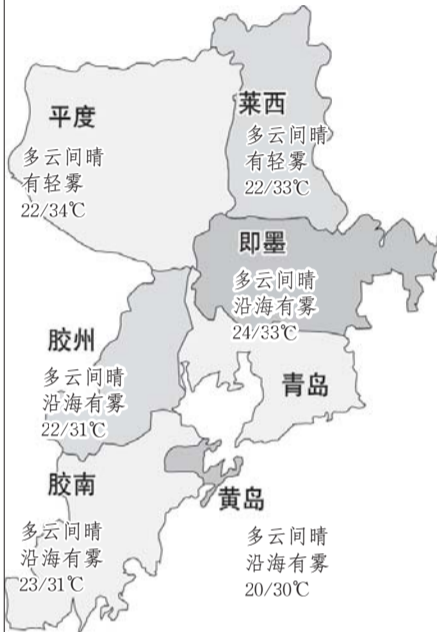 平度
多云间晴
有轻雾
22/34℃
莱西
多云间晴
有轻雾
22/33℃
即墨
多云间晴
沿海有雾
24/33℃
胶州
多云间晴
沿海有雾
22/31℃
青岛
胶南
多云间晴
沿海有雾
23/31℃
黄岛
多云间晴
沿海有雾
20/30℃